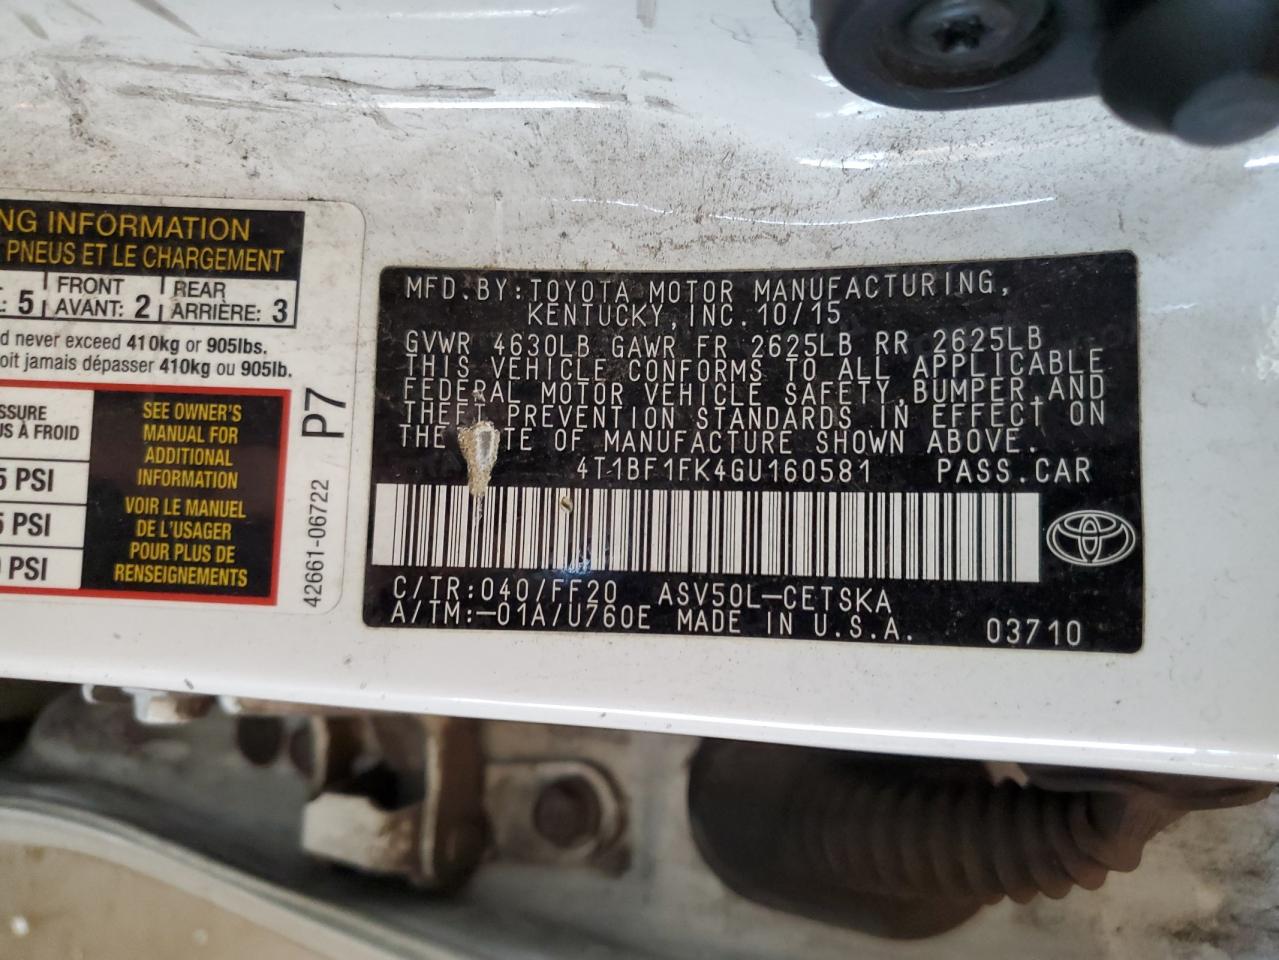 NG INFORMATION
PNEUS ET LE CHARGEMENT
5 FRONT AVANT: 2 REAR ARRIÈRE: 3
never exceed 410kg or 905lbs.
jamais dépasser 410kg ou 905lb.
SEE OWNER'S
MANUAL FOR
ADDITIONAL
INFORMATION
VOIR LE MANUEL
DE L'USAGER
POUR PLUS DE
RENSEIGNEMENTS
À FROID
PSI
PSI
PSI
P7
42661-06722
MFD.BY:TOYOTA MOTOR MANUFACTURING,
KENTUCKY,INC.10/15
GVWR 4630LB GAWR FR 2625LB RR 2625LB
THIS VEHICLE CONFORMS TO ALL APPLICABLE
FEDERAL MOTOR VEHICLE SAFETY,BUMPER,AND
THEFT PREVENTION STANDARDS IN EFFECT ON
THE TE OF MANUFACTURE SHOWN ABOVE.
4T1BF1FK4GU160581 PASS.CAR
C/TR:040/FF20 ASV50L-CETSKA
A/TM:-01A/U760E MADE IN U.S.A. 03710